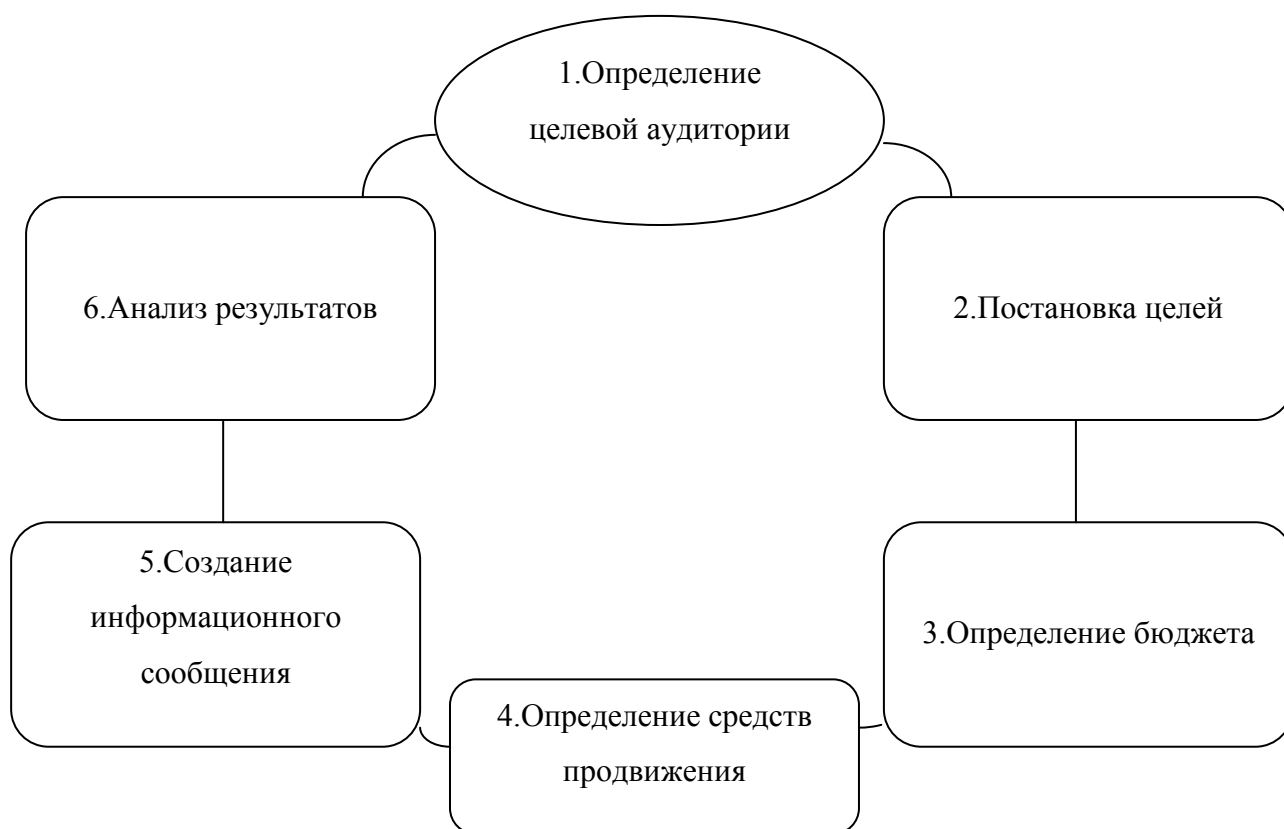 1.Определение
целевой аудитории
2.Постановка целей
3.Определение бюджета
4.Определение средств
продвижения
5.Создание
информационного
сообщения
6.Анализ результатов